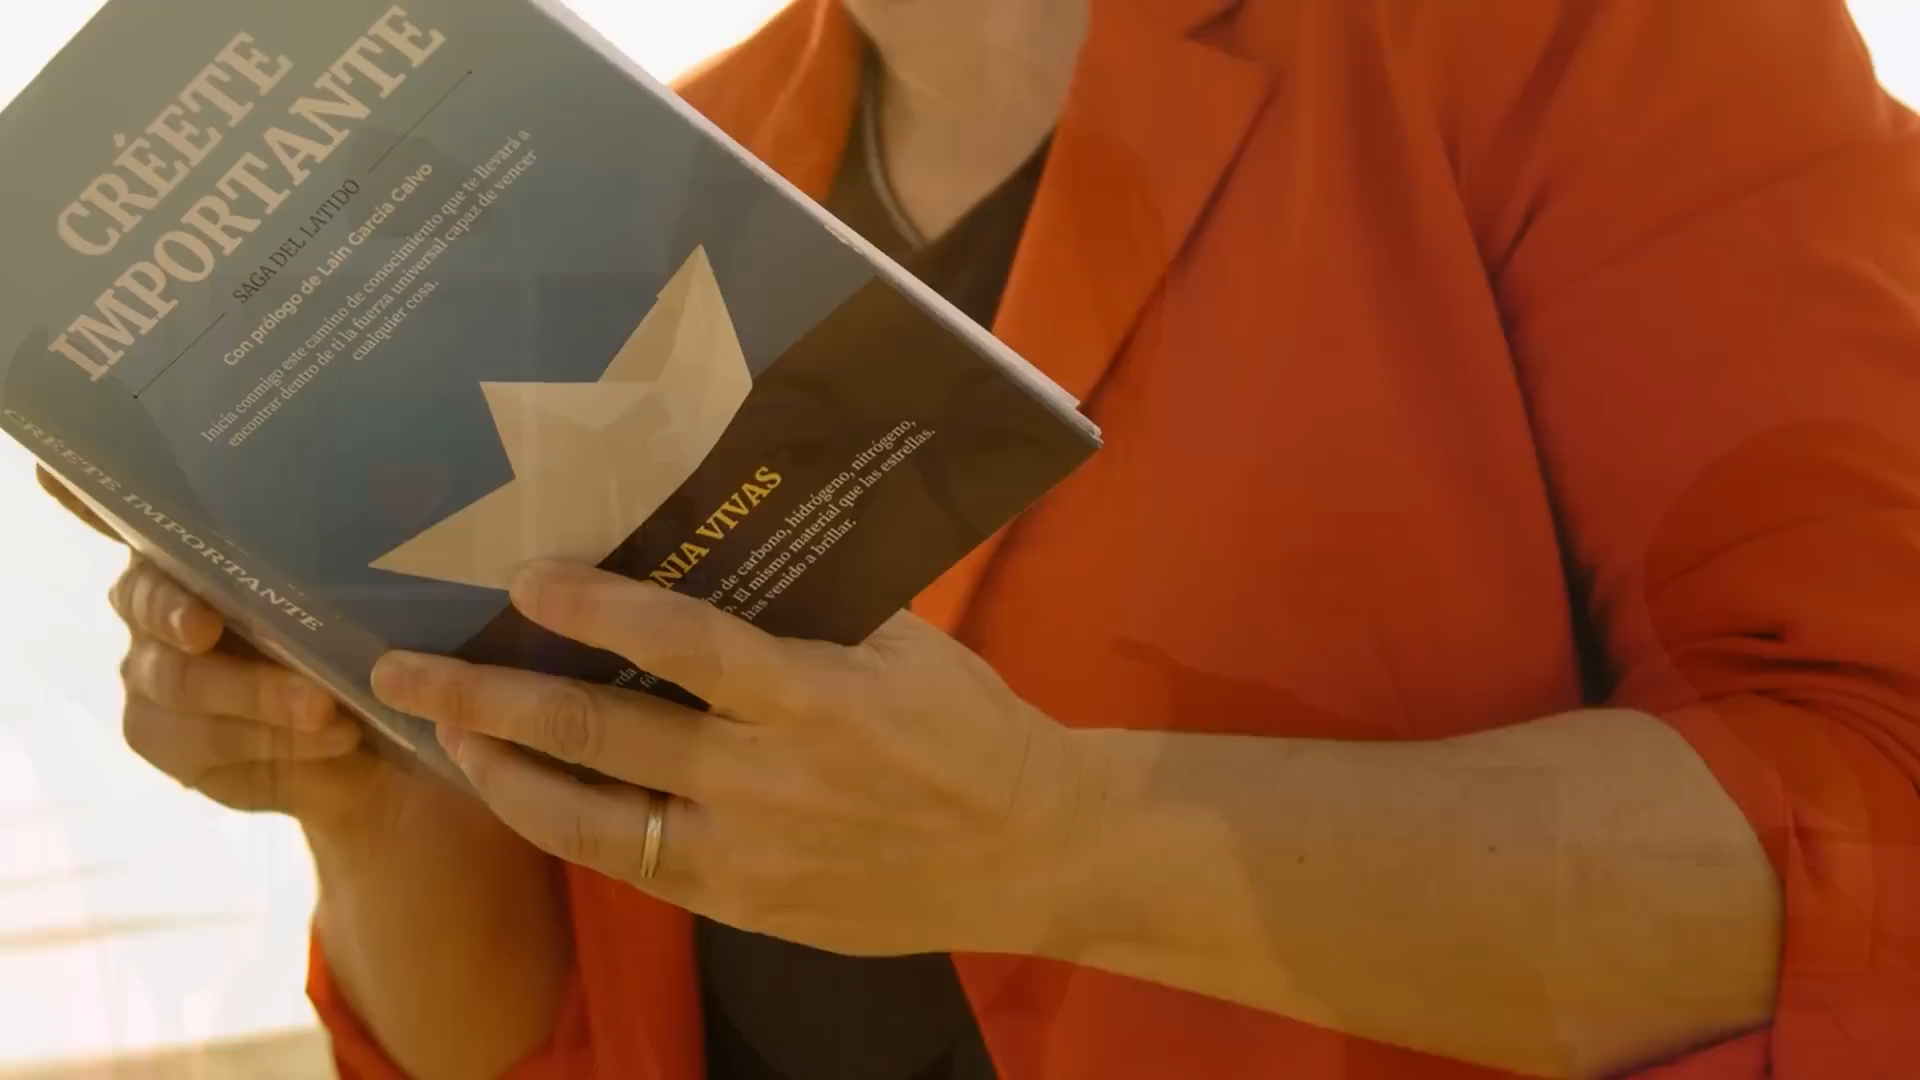 CRÉETE
IMPORTANTE
SAGA DEL LATIDO
Con prólogo de Lain García Calvo
Inicia conmigo este camino de conocimiento que te llevará a
encontrar dentro de ti la fuerza universal capaz de vencer
cualquier cosa.
NIA VIVAS
de carbono, hidrógeno, nitrógeno,
El mismo material que las estrellas.
has venido a brillar.
CRÉETE IMPORTANTE